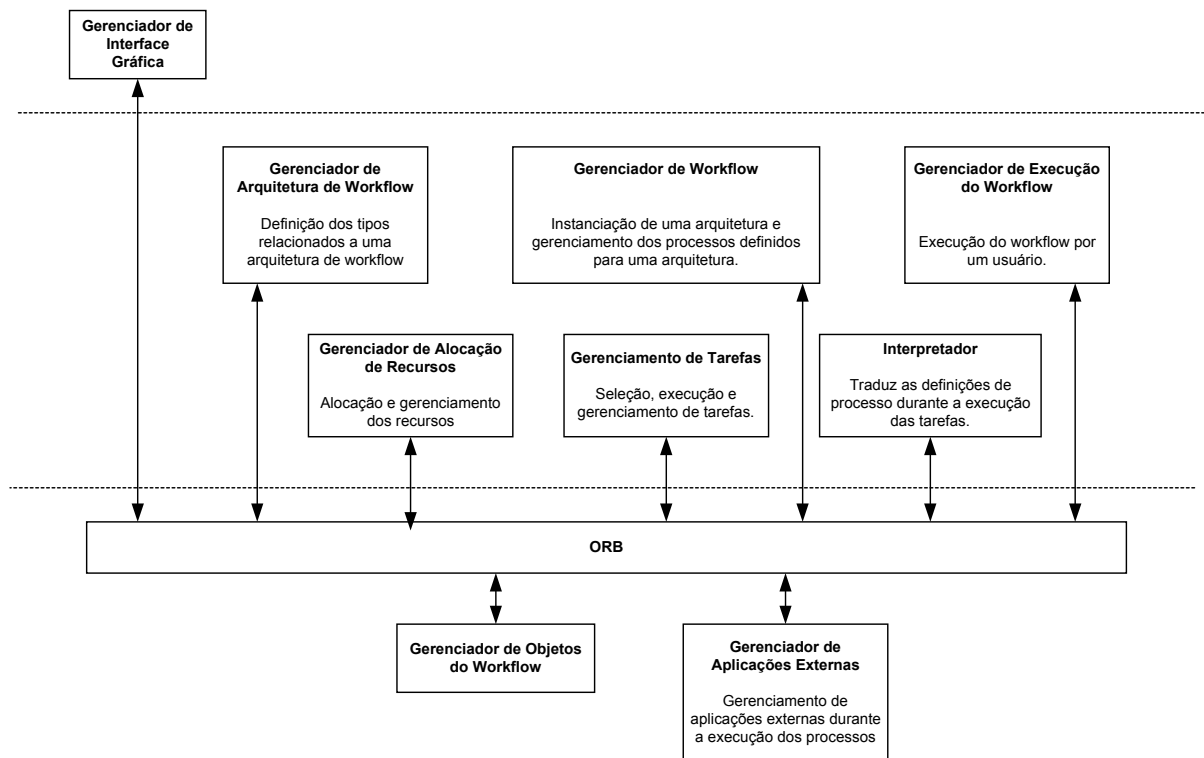 Gerenciador de
Interface
Gráfica
Gerenciador de
Arquitetura de Workflow
Definição dos tipos
relacionados a uma
arquitetura de workflow
Gerenciador de Workflow
Instanciação de uma arquitetura e
gerenciamento dos processos definidos
para uma arquitetura.
Gerenciador de Execução
do Workflow
Execução do workflow por
um usuário.
Gerenciador de Alocação
de Recursos
Alocação e gerenciamento
dos recursos
Gerenciamento de Tarefas
Seleção, execução e
gerenciamento de tarefas.
Interpretador
Traduz as definições de
processo durante a execução
das tarefas.
ORB
Gerenciador de Objetos
do Workflow
Gerenciador de
Aplicações Externas
Gerenciamento de
aplicações externas durante
a execução dos processos